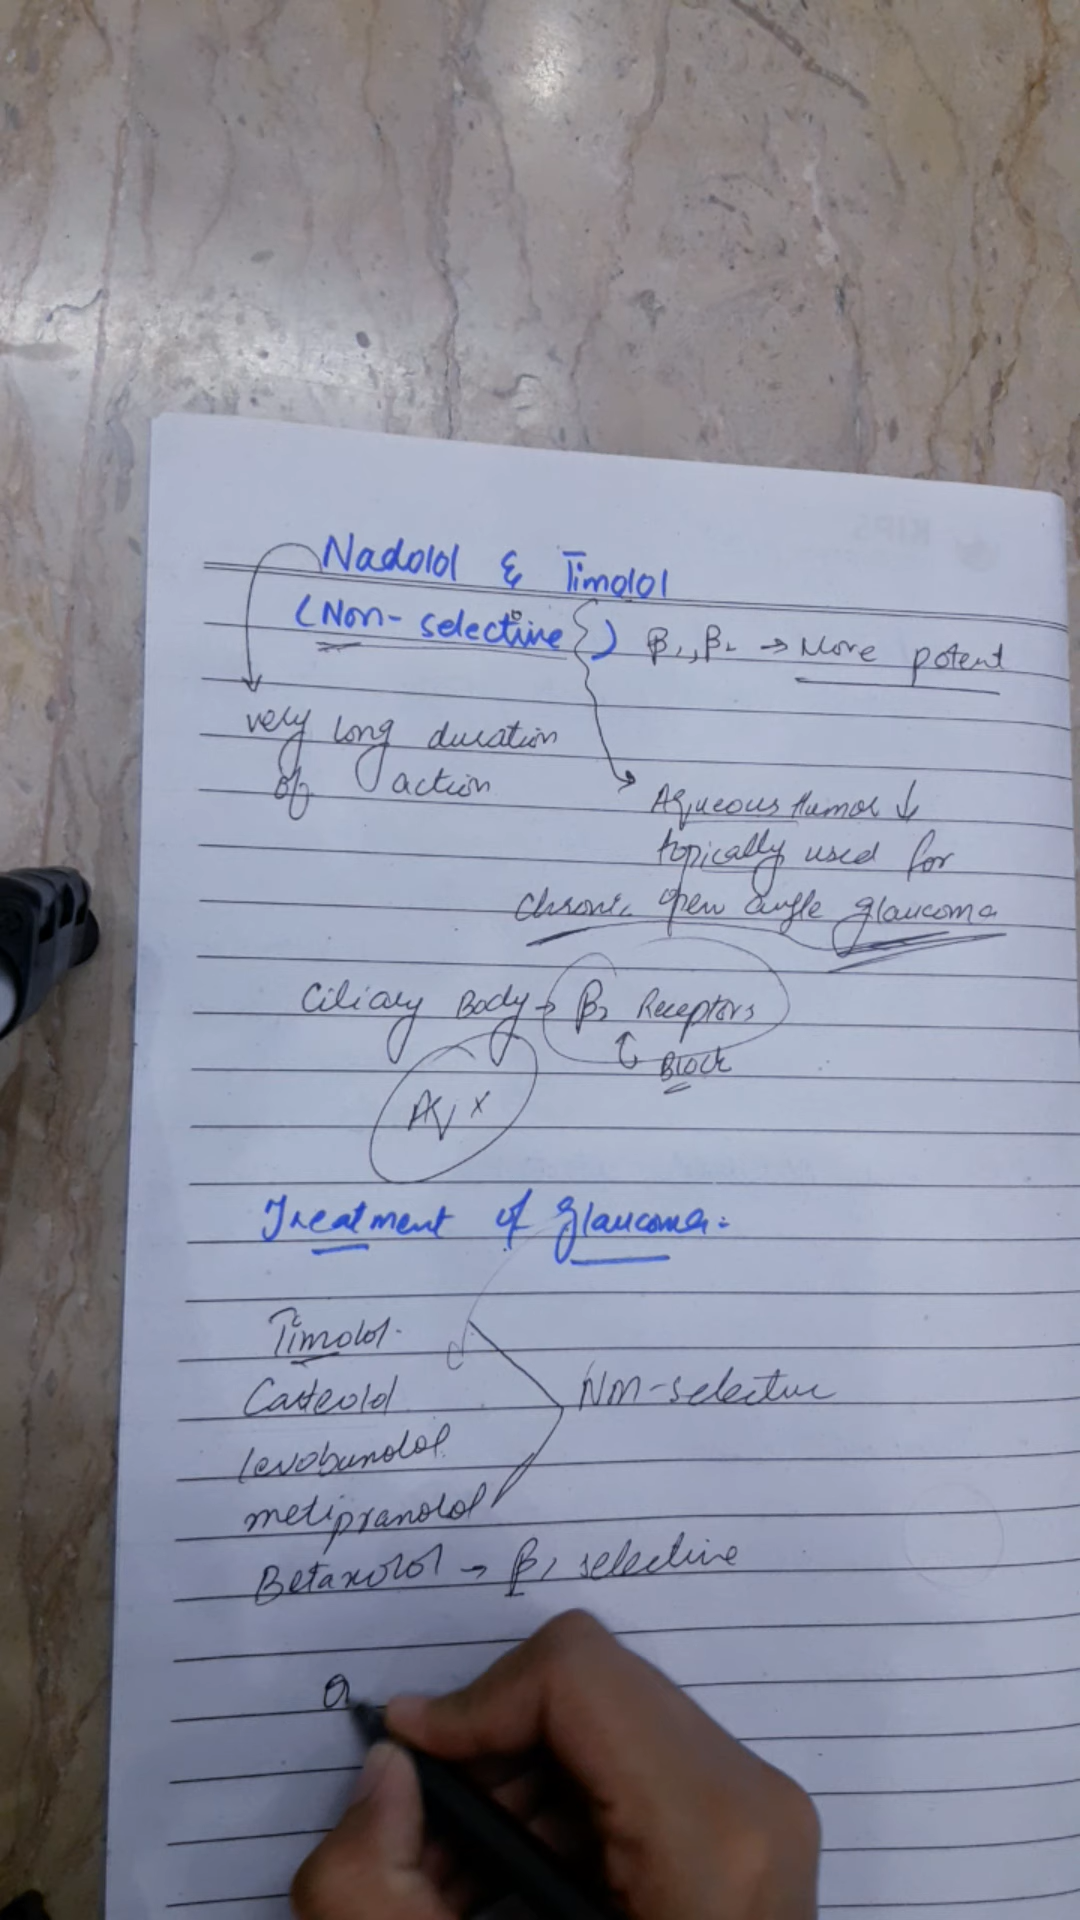 Nadolol & Timolol
(Non-selective) β1, β2 → More potent
very long duration
of action
Aqueous Humor ↓
topically used for
chronic open angle glaucoma
Ciliary Body → β2 Receptors
Block
Aq x
Treatment of Glaucoma:
Timolol.
Carteolol
Non-selective
levobunolol
metipranolol
Betaxolol → β1 selective